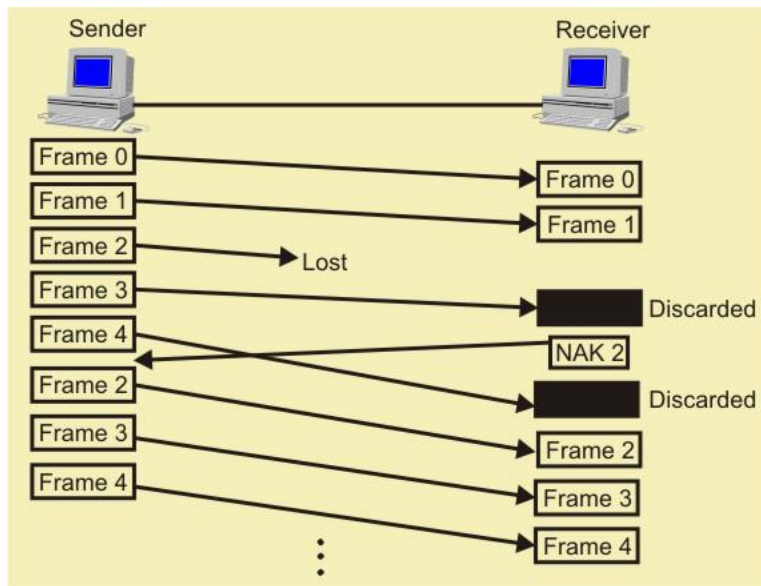 Sender
Receiver
Frame 0
Frame 0
Frame 1
Frame 1
Frame 2
Lost
Frame 3
Discarded
Frame 4
NAK 2
Frame 2
Discarded
Frame 3
Frame 2
Frame 4
Frame 3
Frame 4